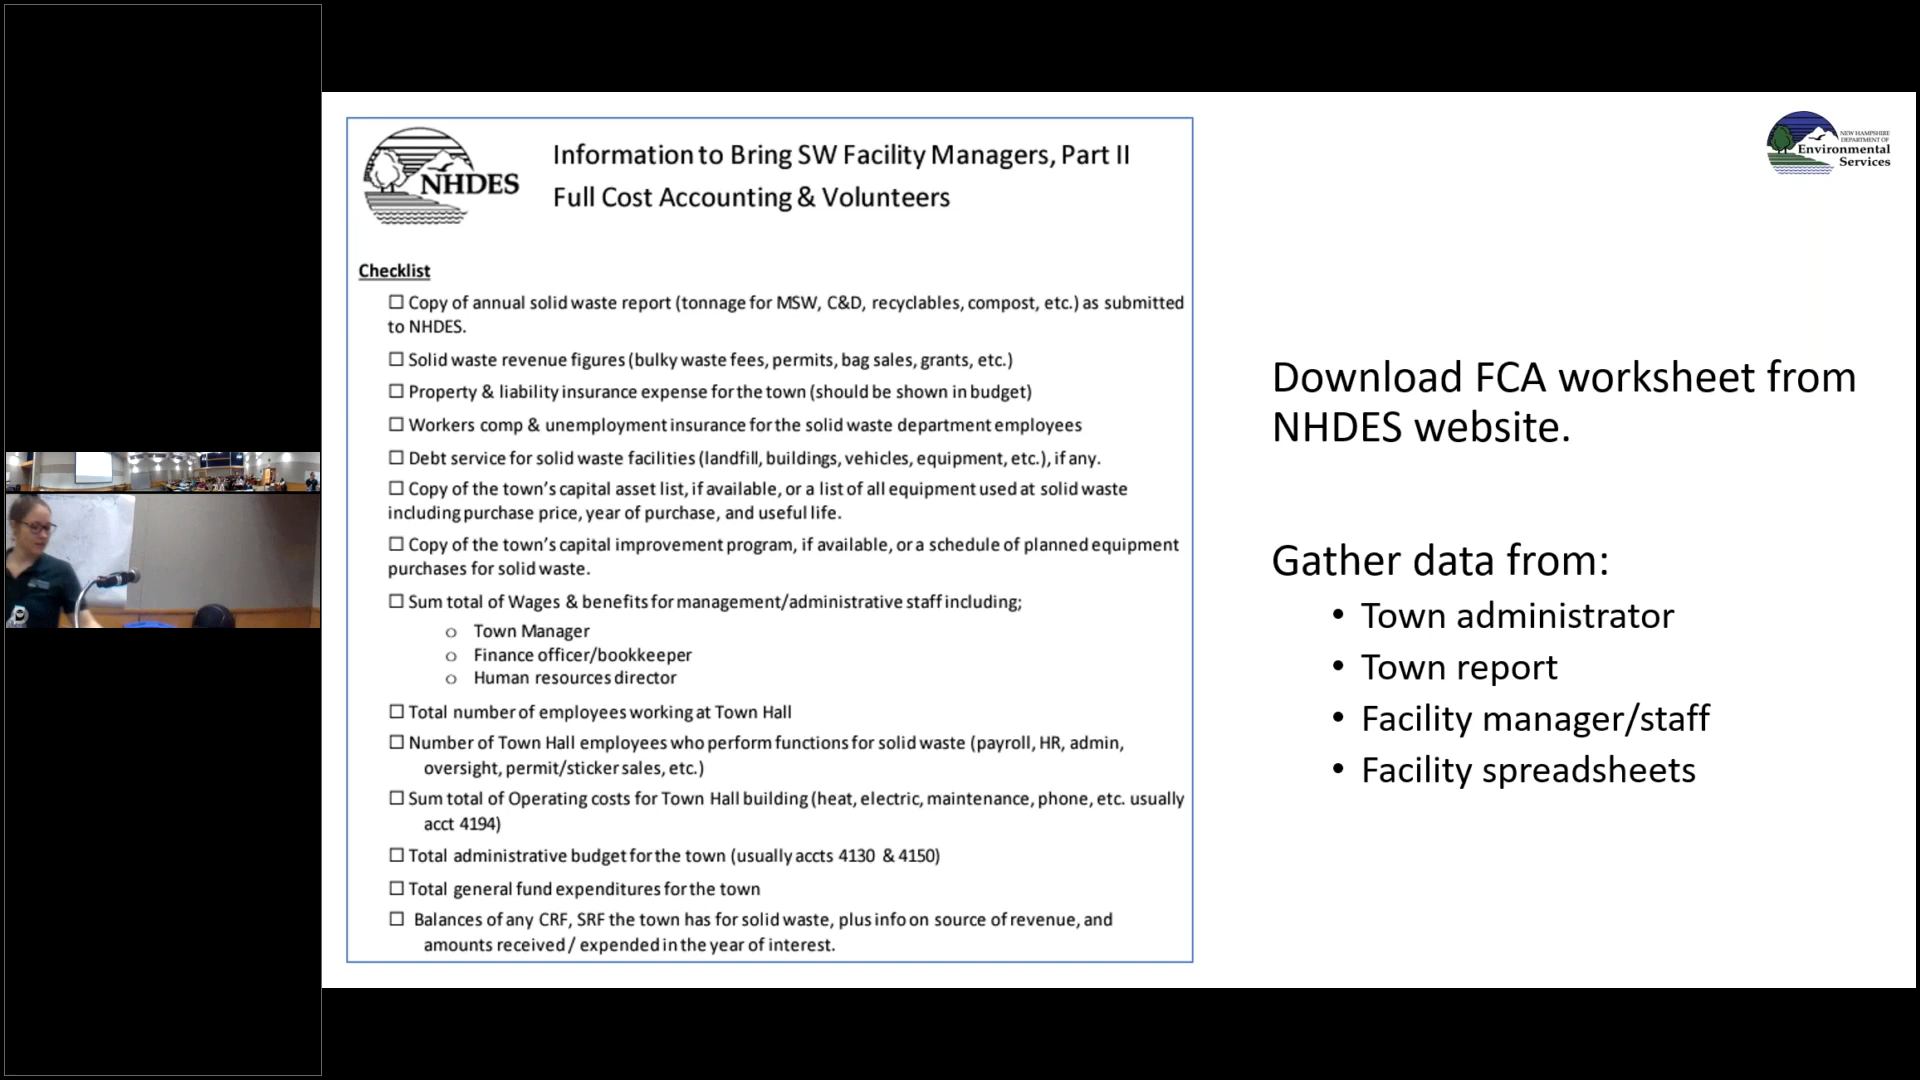 NHDES
Information to Bring SW Facility Managers, Part II
Full Cost Accounting & Volunteers
Checklist
☐ Copy of annual solid waste report (tonnage for MSW, C&D, recyclables, compost, etc.) as submitted
to NHDES.
☐ Solid waste revenue figures (bulky waste fees, permits, bag sales, grants, etc.)
☐ Property & liability insurance expense for the town (should be shown in budget)
☐ Workers comp & unemployment insurance for the solid waste department employees
☐ Debt service for solid waste facilities (landfill, buildings, vehicles, equipment, etc.), if any.
☐ Copy of the town's capital asset list, if available, or a list of all equipment used at solid waste
including purchase price, year of purchase, and useful life.
☐ Copy of the town's capital improvement program, if available, or a schedule of planned equipment
purchases for solid waste.
☐ Sum total of Wages & benefits for management/administrative staff including;
o Town Manager
o Finance officer/bookkeeper
o Human resources director
☐ Total number of employees working at Town Hall
☐ Number of Town Hall employees who perform functions for solid waste (payroll, HR, admin,
oversight, permit/sticker sales, etc.)
☐ Sum total of Operating costs for Town Hall building (heat, electric, maintenance, phone, etc. usually
acct 4194)
☐ Total administrative budget for the town (usually accts 4130 & 4150)
☐ Total general fund expenditures for the town
☐ Balances of any CRF, SRF the town has for solid waste, plus info on source of revenue, and
amounts received / expended in the year of interest.
NEW HAMPSHIRE
DEPARTMENT OF
Environmental
Services
Download FCA worksheet from
NHDES website.
Gather data from:
• Town administrator
• Town report
• Facility manager/staff
• Facility spreadsheets